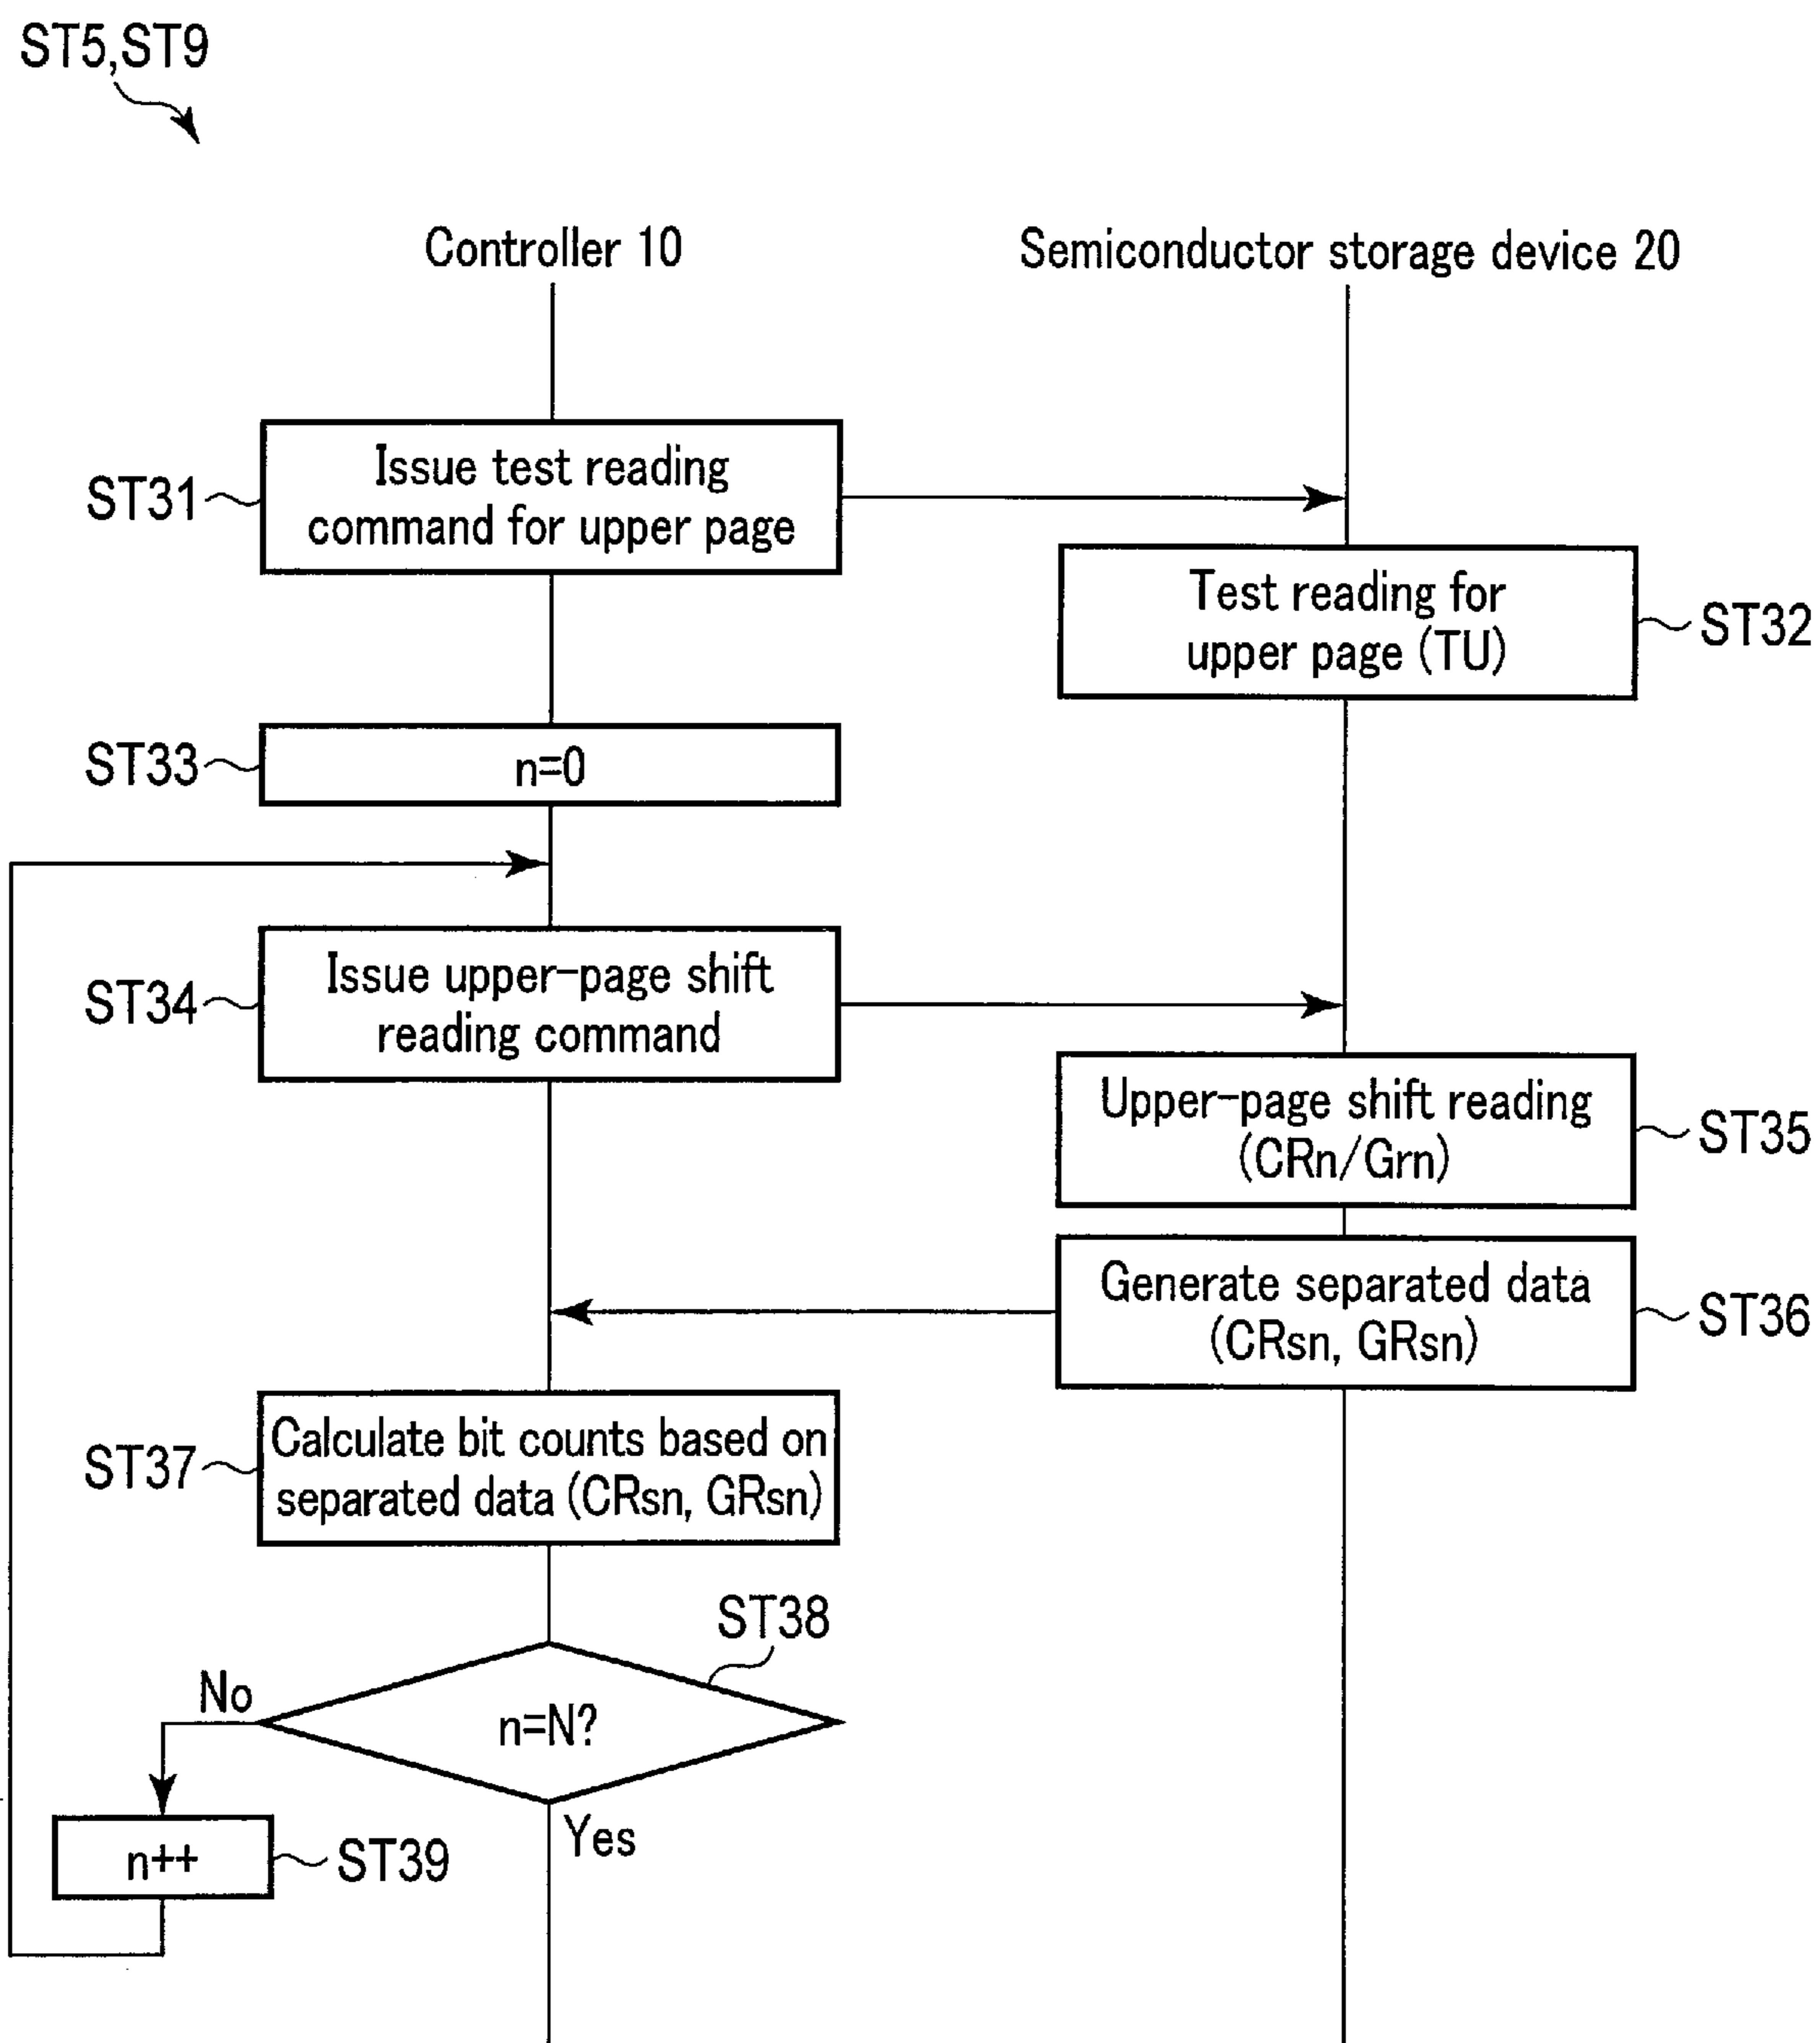 ST5,ST9
Controller 10
Semiconductor storage device 20
ST31
Issue test reading
command for upper page
Test reading for
upper page (TU)
ST32
ST33
n=0
ST34
Issue upper-page shift
reading command
Upper-page shift reading
(CRn/Grn)
ST35
Generate separated data
(CRsn, GRsn)
ST36
ST37
Calculate bit counts based on
separated data (CRsn, GRsn)
ST38
No
n=N?
Yes
n++
ST39